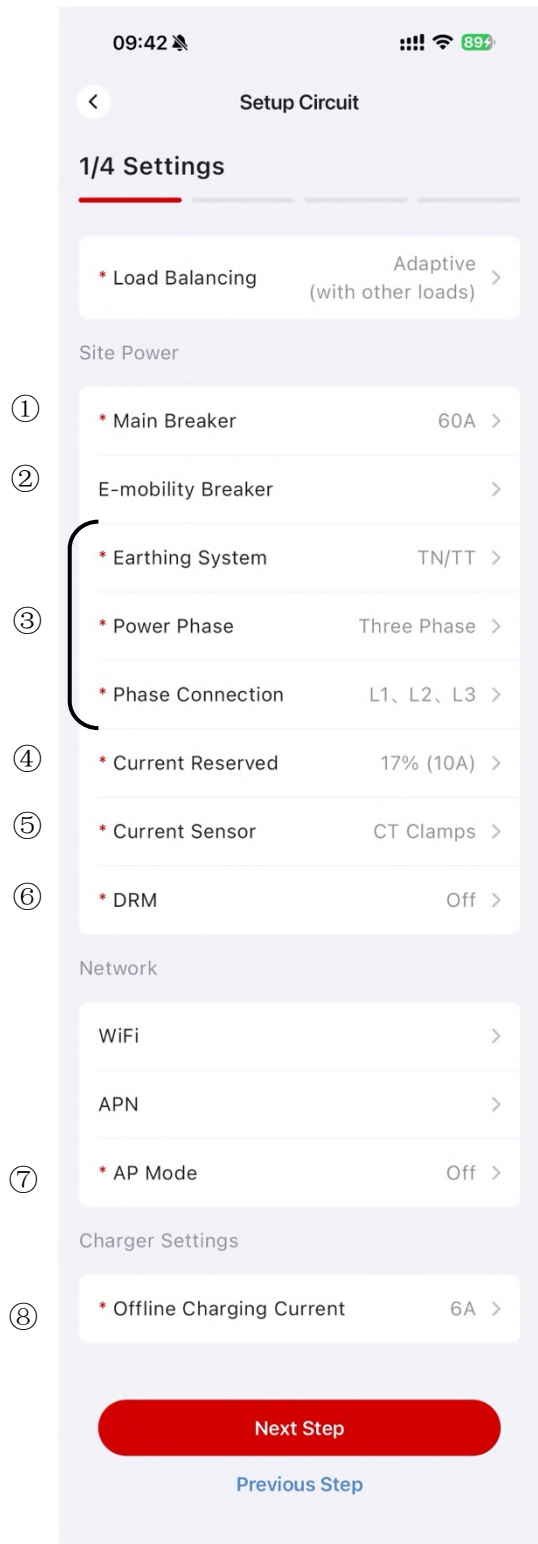 09:42
89
Setup Circuit
1/4 Settings
* Load Balancing Adaptive
(with other loads)
Site Power
① * Main Breaker 60A
② E-mobility Breaker
* Earthing System TN/TT
③ * Power Phase Three Phase
* Phase Connection L1、L2、L3
④ * Current Reserved 17% (10A)
⑤ * Current Sensor CT Clamps
⑥ * DRM Off
Network
WiFi
APN
⑦ * AP Mode Off
Charger Settings
⑧ * Offline Charging Current 6A
Next Step
Previous Step